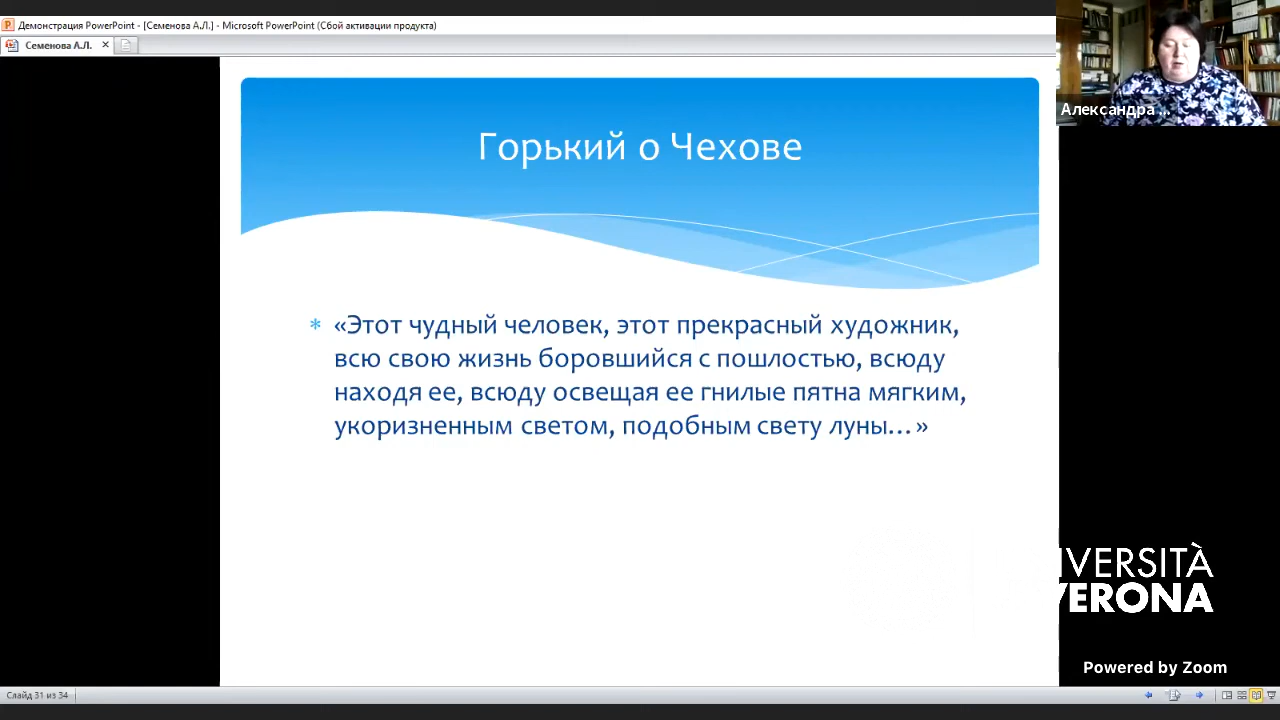 Демонстрация PowerPoint - [Семенова А.Л.] - Microsoft PowerPoint (Сбой активации продукта)
Семенова А.Л.
Александра ...
Горький о Чехове
* «Этот чудный человек, этот прекрасный художник,
всю свою жизнь боровшийся с пошлостью, всюду
находя ее, всюду освещая ее гнилые пятна мягким,
укоризненным светом, подобным свету луны…»
IVERSITÀ
VERONA
Powered by Zoom
Слайд 31 из 34